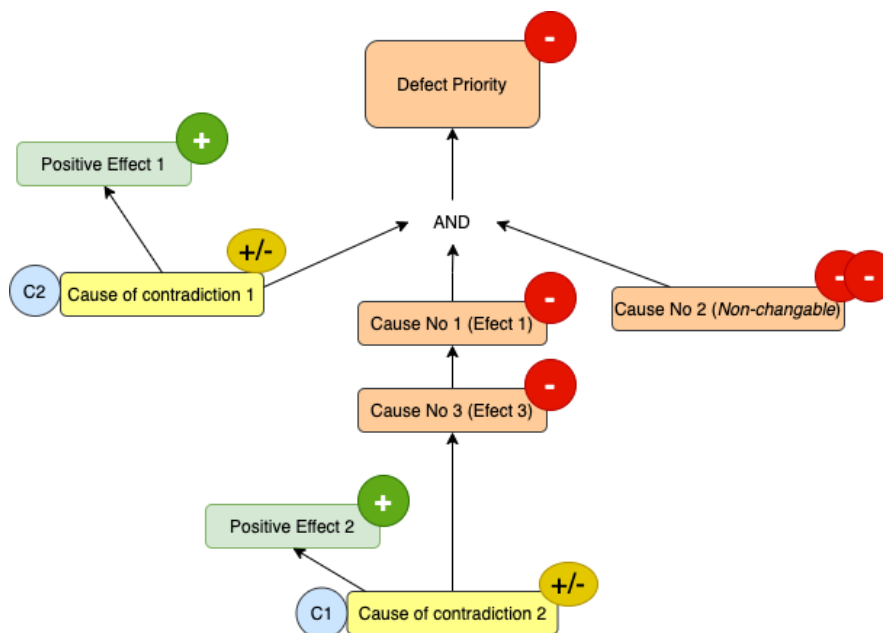 -
Defect Priority
+
Positive Effect 1
AND
+/-
C2
Cause of contradiction 1
- -
Cause No 2 (Non-changable)
-
Cause No 1 (Efect 1)
-
Cause No 3 (Efect 3)
+
Positive Effect 2
+/-
C1
Cause of contradiction 2